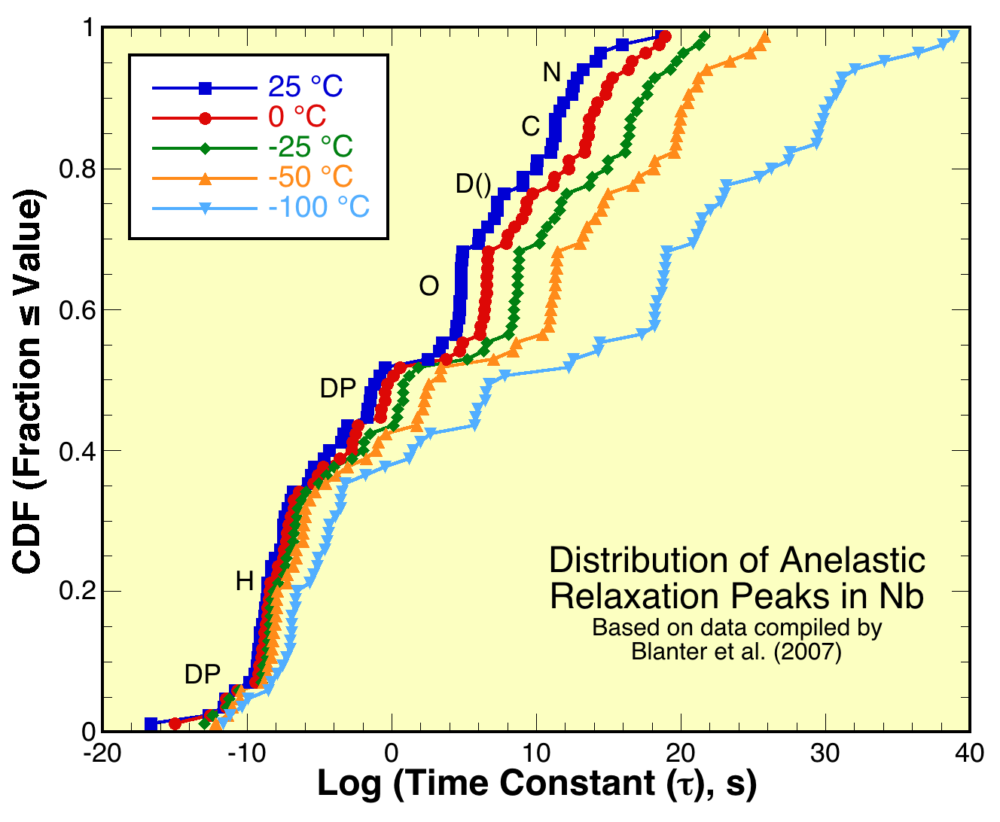 1
0.8
0.6
0.4
0.2
0
CDF (Fraction ≤ Value)
25 °C
0 °C
-25 °C
-50 °C
-100 °C
N
C
D()
O
DP
H
DP
Distribution of Anelastic
Relaxation Peaks in Nb
Based on data compiled by
Blanter et al. (2007)
-20 -10 0 10 20 30 40
Log (Time Constant (τ), s)